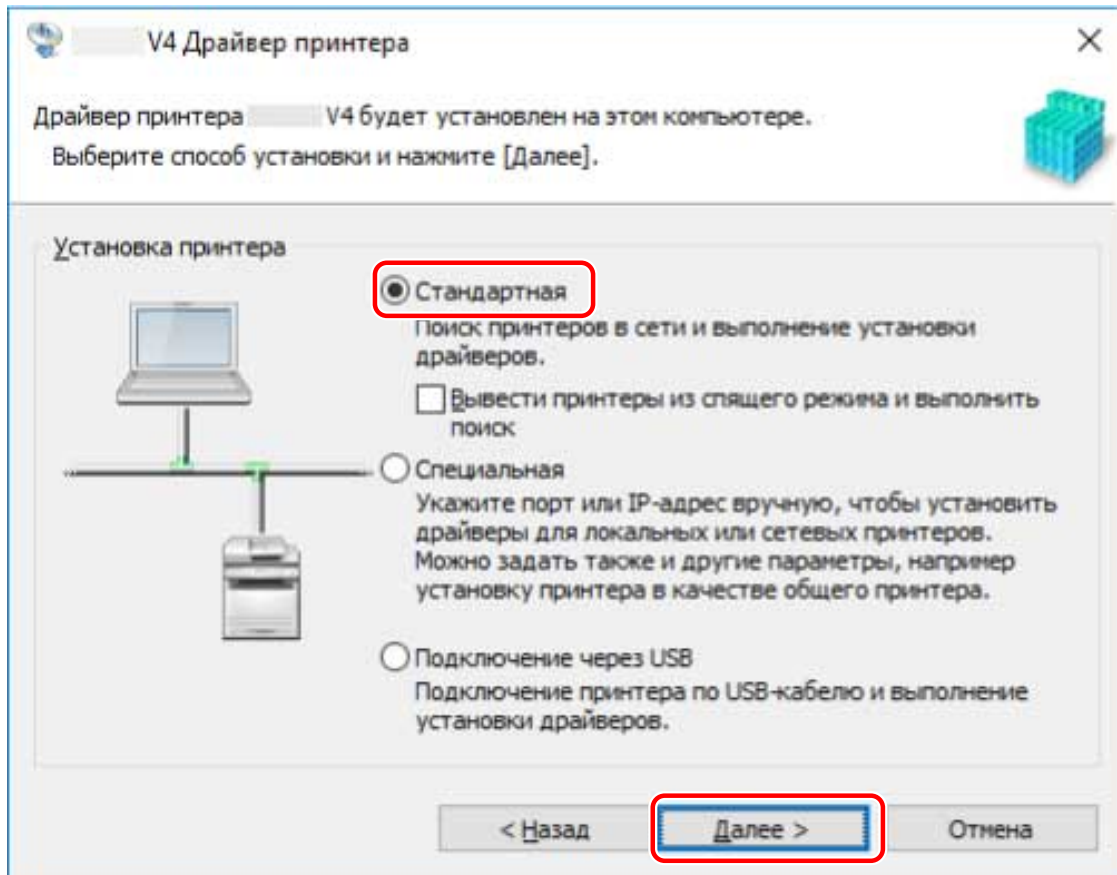 V4 Драйвер принтера
Драйвер принтера V4 будет установлен на этом компьютере.
Выберите способ установки и нажмите [Далее].
Установка принтера
Стандартная
Поиск принтеров в сети и выполнение установки
драйверов.
Вывести принтеры из спящего режима и выполнить
поиск
Специальная
Укажите порт или IP-адрес вручную, чтобы установить
драйверы для локальных или сетевых принтеров.
Можно задать также и другие параметры, например
установку принтера в качестве общего принтера.
Подключение через USB
Подключение принтера по USB-кабелю и выполнение
установки драйверов.
< Назад Далее > Отмена